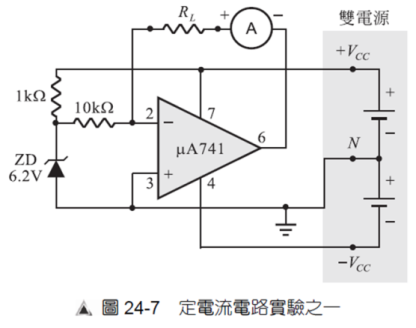 R_L
+ A −
雙電源
+V_CC
1kΩ
10kΩ
+
2
−
7
−
μA741
6
N
ZD
6.2V
3
+
4
+
−
−V_CC
▲ 圖 24-7 定電流電路實驗之一